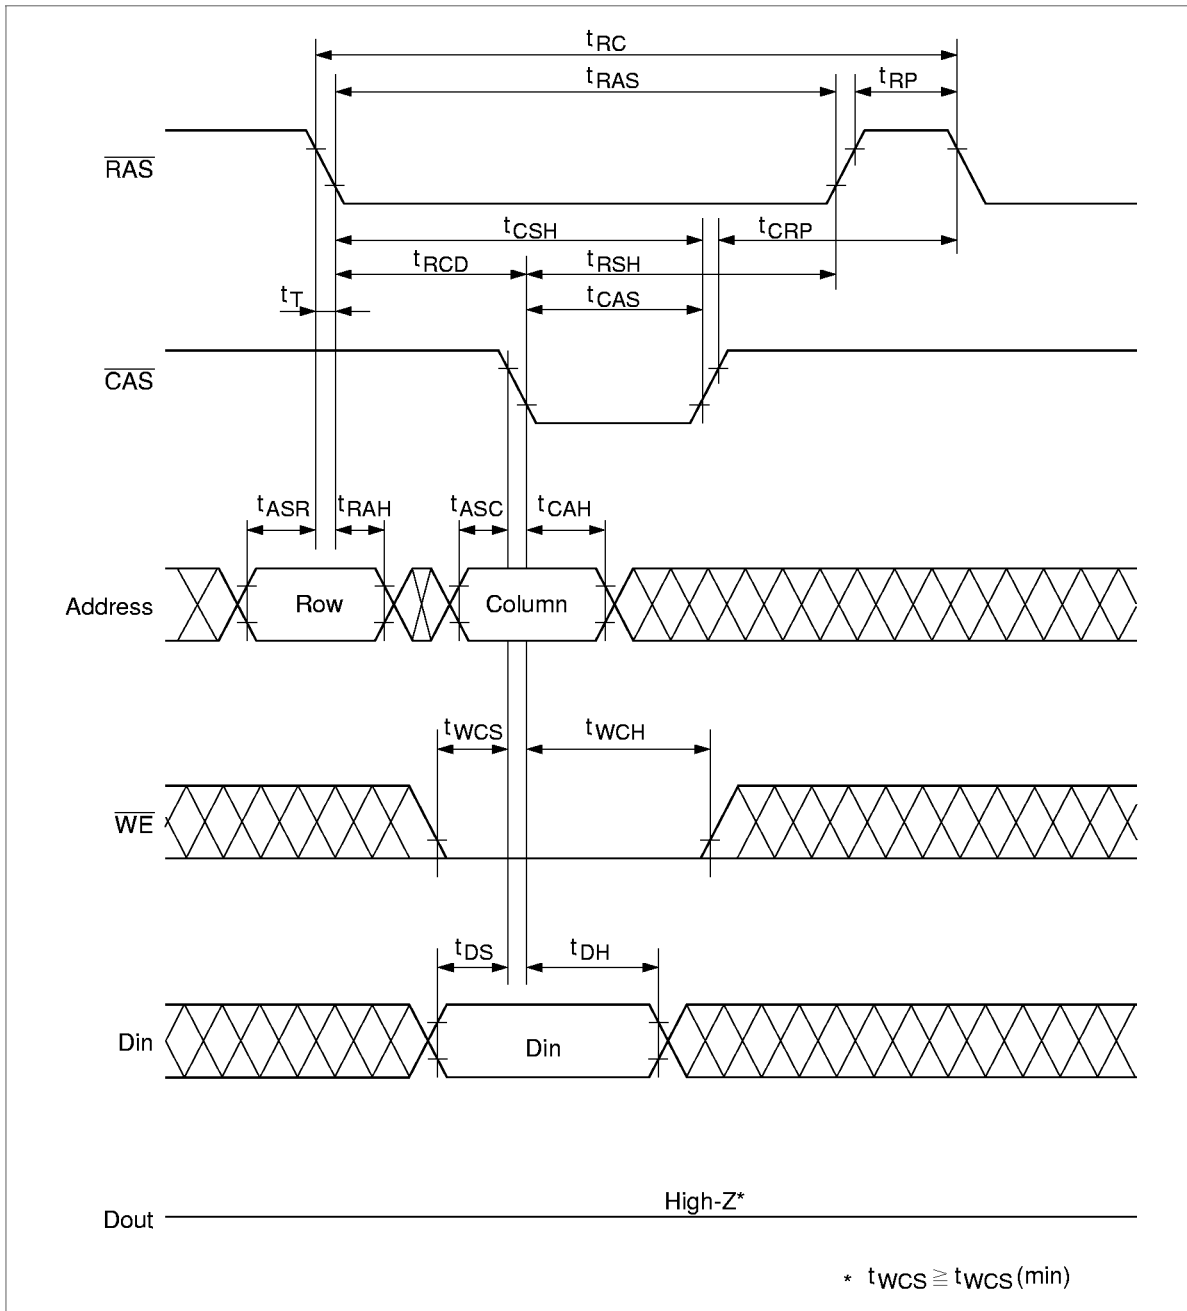 tRC
tRAS
tRP
RAS
tCSH
tCRP
tRCD
tRSH
tT
tCAS
CAS
tASR
tRAH
tASC
tCAH
Address
Row
Column
tWCS
tWCH
WE
tDS
tDH
Din
Din
High-Z*
Dout
* tWCS ≧ tWCS(min)